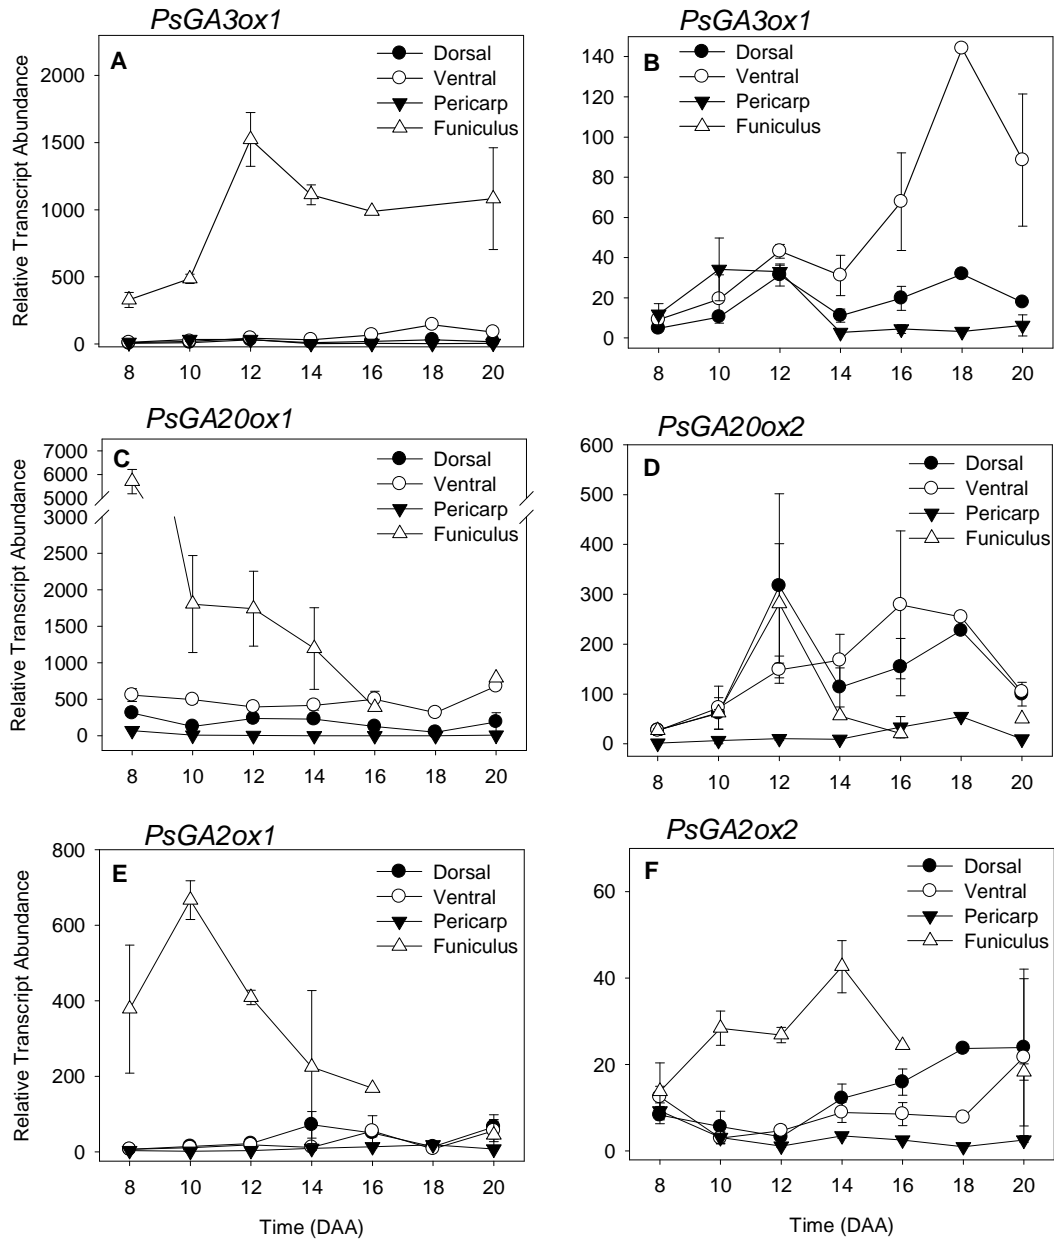 PsGA3ox1
A
Dorsal
Ventral
Pericarp
Funiculus
2000
1500
1000
500
0
8 10 12 14 16 18 20
Relative Transcript Abundance
PsGA3ox1
B
Dorsal
Ventral
Pericarp
Funiculus
140
120
100
80
60
40
20
0
8 10 12 14 16 18 20
PsGA20ox1
C
Dorsal
Ventral
Pericarp
Funiculus
7000
6000
5000
3000
2500
2000
1500
1000
500
0
8 10 12 14 16 18 20
Relative Transcript Abundance
PsGA20ox2
D
Dorsal
Ventral
Pericarp
Funiculus
600
500
400
300
200
100
0
8 10 12 14 16 18 20
PsGA2ox1
E
Dorsal
Ventral
Pericarp
Funiculus
800
600
400
200
0
8 10 12 14 16 18 20
Relative Transcript Abundance
Time (DAA)
PsGA2ox2
F
Dorsal
Ventral
Pericarp
Funiculus
60
40
20
0
8 10 12 14 16 18 20
Time (DAA)